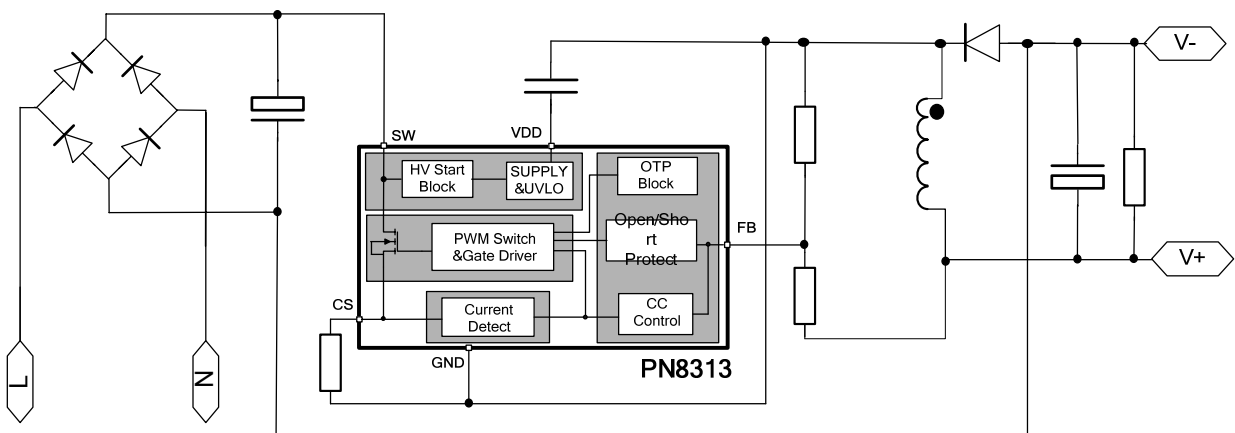 V-
SW
VDD
HV Start
Block
SUPPLY
&UVLO
OTP
Block
Open/Sho
rt
Protect
FB
PWM Switch
&Gate Driver
V+
CS
Current
Detect
CC
Control
GND
PN8313
L
N